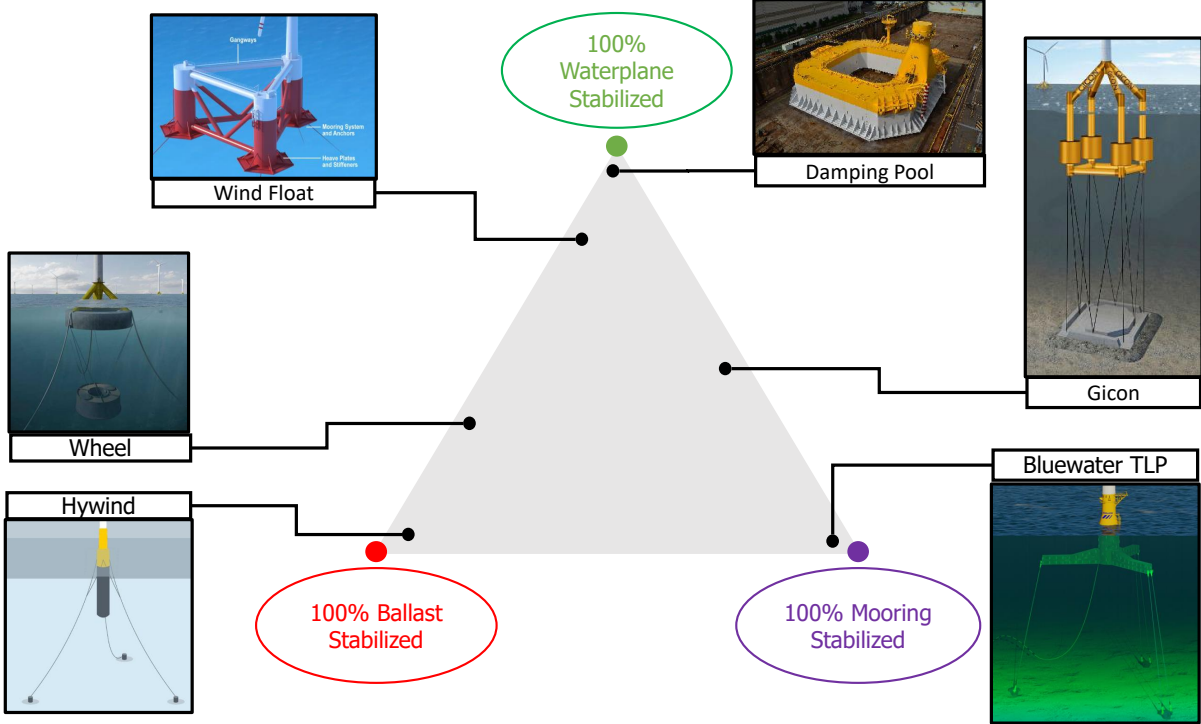 Gangways
Mooring System
and Anchors
Heave Plates
and Stiffeners
Wind Float
100%
Waterplane
Stabilized
Damping Pool
Gicon
Wheel
Hywind
Bluewater TLP
100% Ballast
Stabilized
100% Mooring
Stabilized